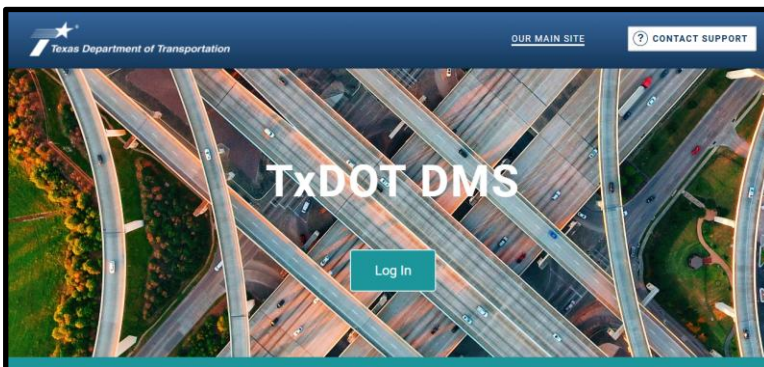 Texas Department of Transportation
OUR MAIN SITE
? CONTACT SUPPORT
TxDOT DMS
Log In